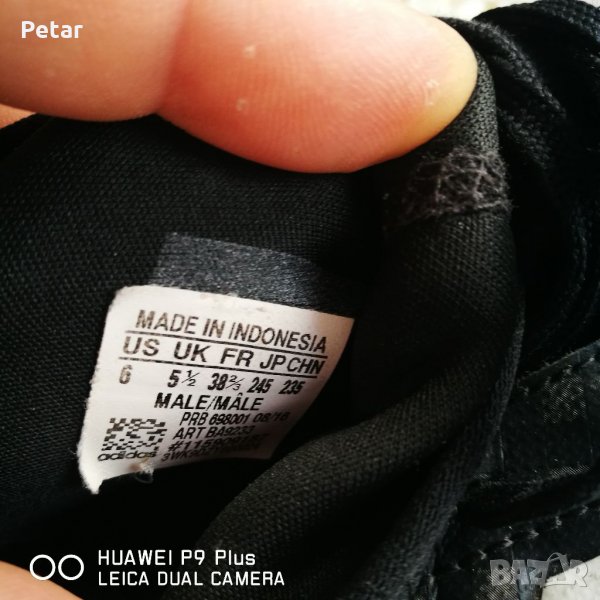 Petar
MADE IN INDONESIA
US UK FR JP CHN
6 5½ 38⅔ 245 235
MALE/MÂLE
PRB 698001 08/16
ART
adidas
HUAWEI P9 Plus
LEICA DUAL CAMERA
BAZAR